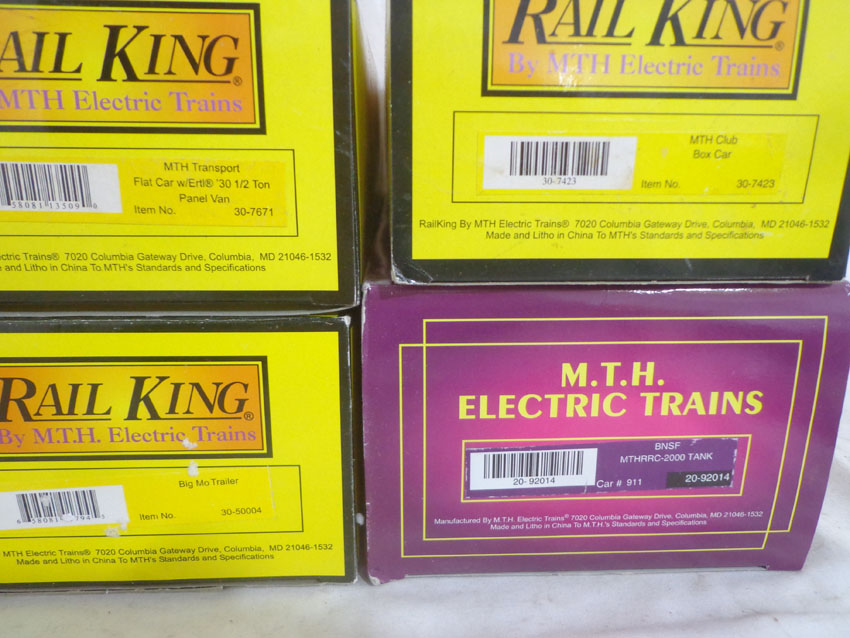 AIL KING®
MTH Electric Trains
MTH Transport
Flat Car w/Ertl® '30 1/2 Ton
Panel Van
Item No. 30-7671
58081 13509 0
ctric Trains® 7020 Columbia Gateway Drive, Columbia, MD 21046-1532
and Litho in China To MTH's Standards and Specifications
RAIL KING®
By MTH Electric Trains
MTH Club
Box Car
30-7423
Item No. 30-7423
RailKing By MTH Electric Trains® 7020 Columbia Gateway Drive, Columbia, MD 21046-1532
Made and Litho in China To MTH's Standards and Specifications
RAIL KING®
By M.T.H. Electric Trains
Big Mo Trailer
Item No. 30-50004
MTH Electric Trains® 7020 Columbia Gateway Drive, Columbia, MD 21046-1532
Made and Litho in China To MTH's Standards and Specifications
M.T.H.
ELECTRIC TRAINS
BNSF
MTHRRC-2000 TANK
20-92014
Car # 911 20-92014
Manufactured By M.T.H. Electric Trains® 7020 Columbia Gateway Drive, Columbia, MD 21046-1532
Made and Litho in China To M.T.H.'s Standards and Specifications